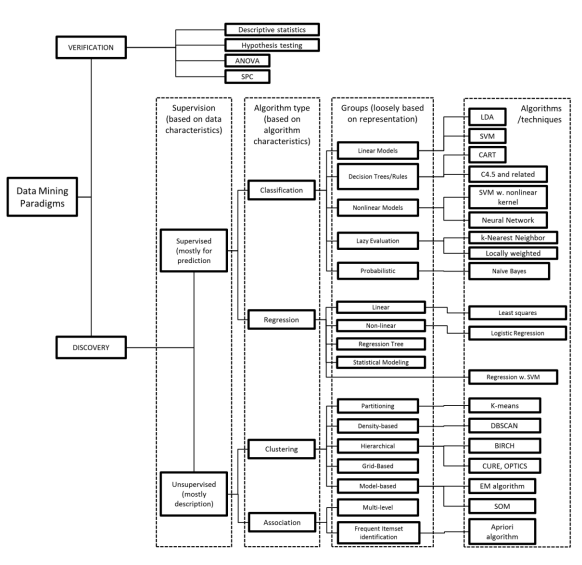 Data Mining
Paradigms
VERIFICATION
Descriptive statistics
Hypothesis testing
ANOVA
SPC
DISCOVERY
Supervision
(based on data
characteristics)
Supervised
(mostly for
prediction
Unsupervised
(mostly
description)
Algorithm type
(based on
algorithm
characteristics)
Classification
Regression
Clustering
Association
Groups (loosely based
on representation)
Linear Models
Decision Trees/Rules
Nonlinear Models
Lazy Evaluation
Probabilistic
Linear
Non-linear
Regression Tree
Statistical Modeling
Partitioning
Density-based
Hierarchical
Grid-Based
Model-based
Multi-level
Frequent Itemset
identification
Algorithms
/techniques
LDA
SVM
CART
C4.5 and related
SVM w. nonlinear
kernel
Neural Network
k-Nearest Neighbor
Locally weighted
Naïve Bayes
Least squares
Logistic Regression
Regression w. SVM
K-means
DBSCAN
BIRCH
CURE, OPTICS
EM algorithm
SOM
Apriori
algorithm